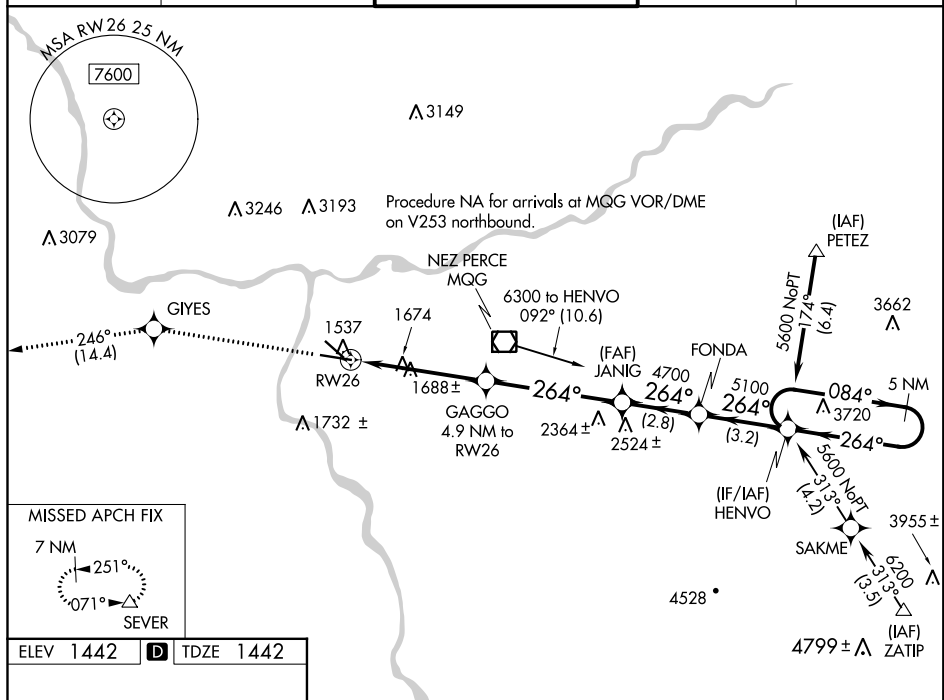 MSA RW26 25 NM
7600
3149
3246
3193
3079
Procedure NA for arrivals at MQG VOR/DME
on V253 northbound.
(IAF)
PETEZ
NEZ PERCE
MQG
6300 to HENVO
092° (10.6)
5600 NoPT
174°
(6.4)
3662
GIYES
246°
(14.4)
1537
1674
RW26
1688 ±
(FAF)
JANIG
FONDA
4700
5100
264°
264°
264°
(2.8)
(3.2)
084°
5 NM
3720
264°
GAGGO
4.9 NM to
RW26
2364 ±
2524 ±
1732 ±
(IF/IAF)
HENVO
5600 NoPT
313°
(4.2)
SAKME
3955 ±
6200
313°
(3.5)
(IAF)
ZATIP
4528
4799 ±
MISSED APCH FIX
7 NM
251°
071°
SEVER
ELEV 1442 D TDZE 1442